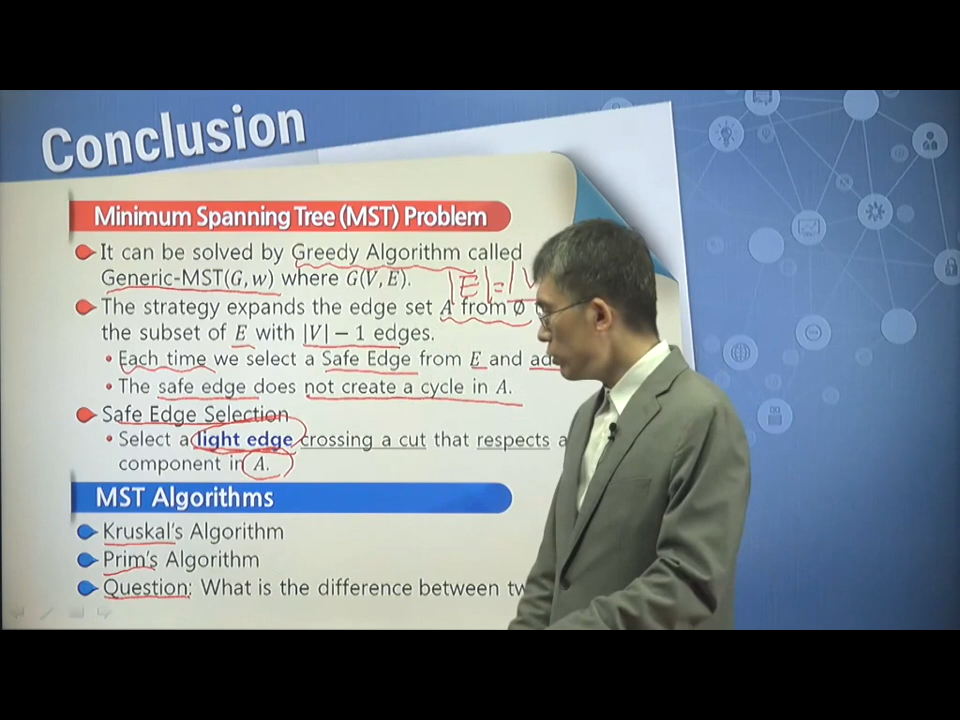 Conclusion
Minimum Spanning Tree (MST) Problem
It can be solved by Greedy Algorithm called
Generic-MST(G, w) where G(V, E).
|E|=|V
The strategy expands the edge set A from ∅
the subset of E with |V| − 1 edges.
• Each time we select a Safe Edge from E and
• The safe edge does not create a cycle in A.
Safe Edge Selection
• Select a light edge crossing a cut that respects
component in A.
MST Algorithms
Kruskal's Algorithm
Prim's Algorithm
Question: What is the difference between